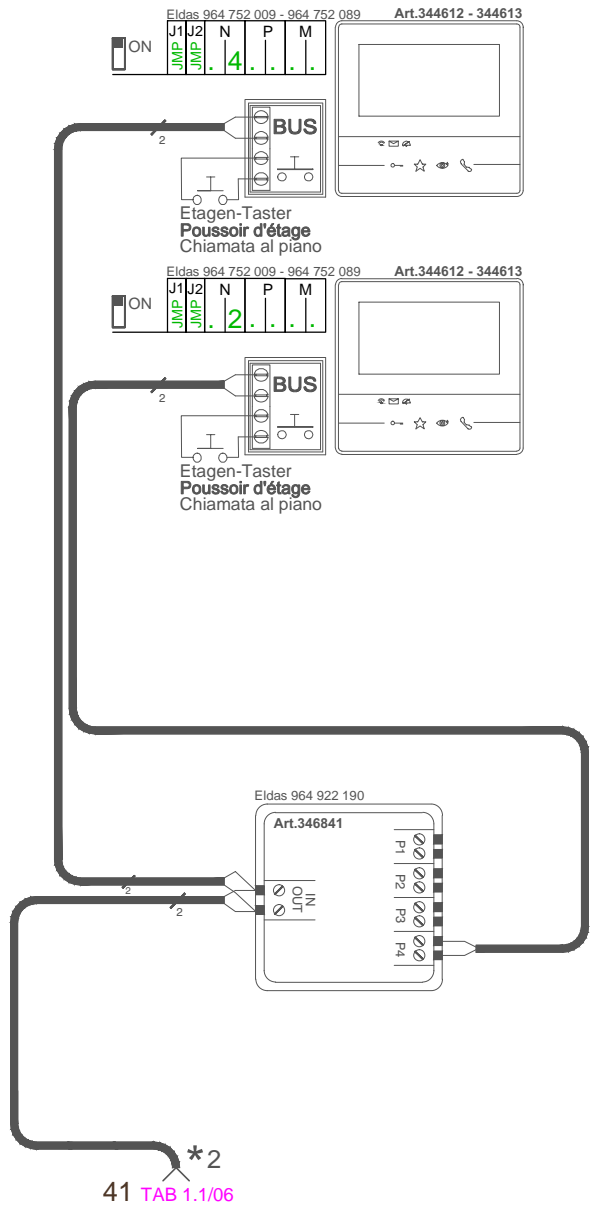 Eldas 964 752 009 - 964 752 089 Art.344612 - 344613
ON J1 J2 N P M
JMP JMP . 4 . . . .
BUS
2
Etagen-Taster
Poussoir d'étage
Chiamata al piano
Eldas 964 752 009 - 964 752 089 Art.344612 - 344613
ON J1 J2 N P M
JMP JMP . 2 . . . .
BUS
2
Etagen-Taster
Poussoir d'étage
Chiamata al piano
Eldas 964 922 190
Art.346841
P1
P2
P3
P4
IN
OUT
2
2
*2
41 TAB 1.1/06